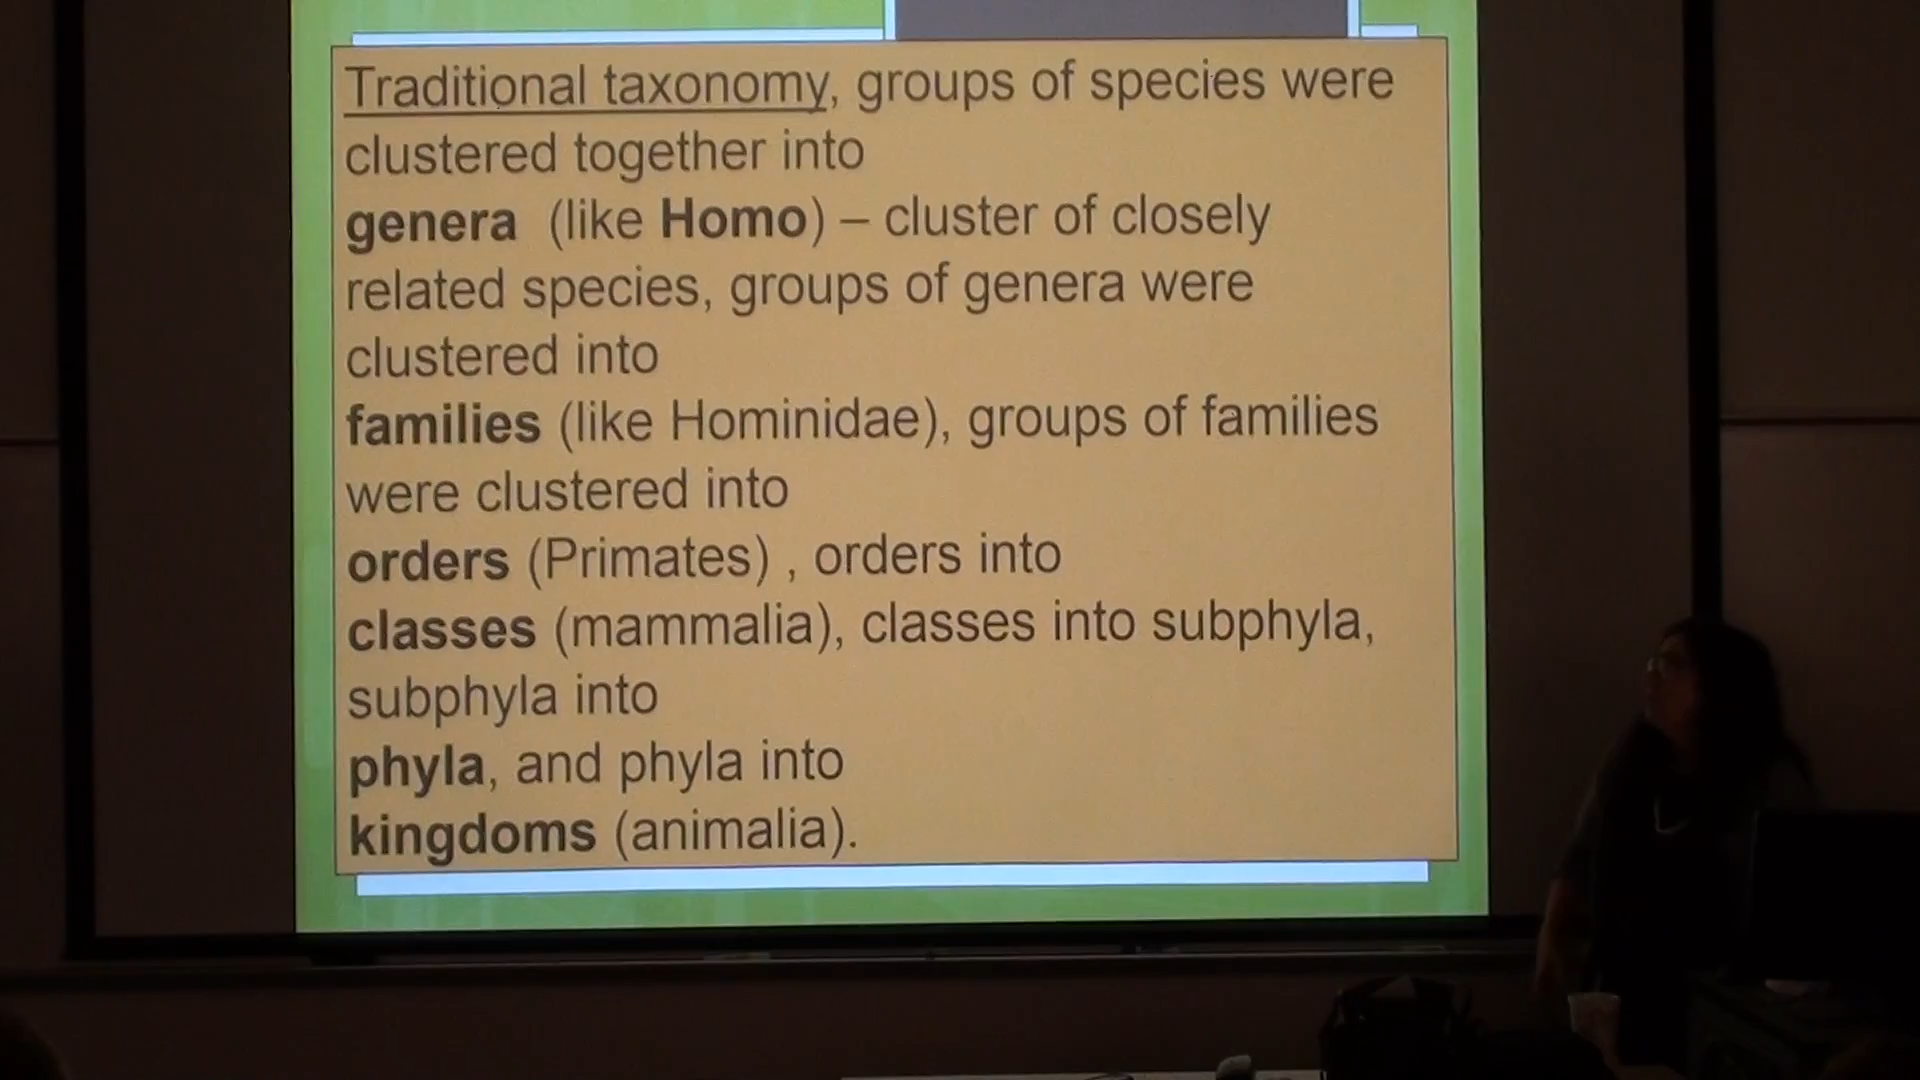 Traditional taxonomy, groups of species were
clustered together into
genera (like Homo) – cluster of closely
related species, groups of genera were
clustered into
families (like Hominidae), groups of families
were clustered into
orders (Primates) , orders into
classes (mammalia), classes into subphyla,
subphyla into
phyla, and phyla into
kingdoms (animalia).